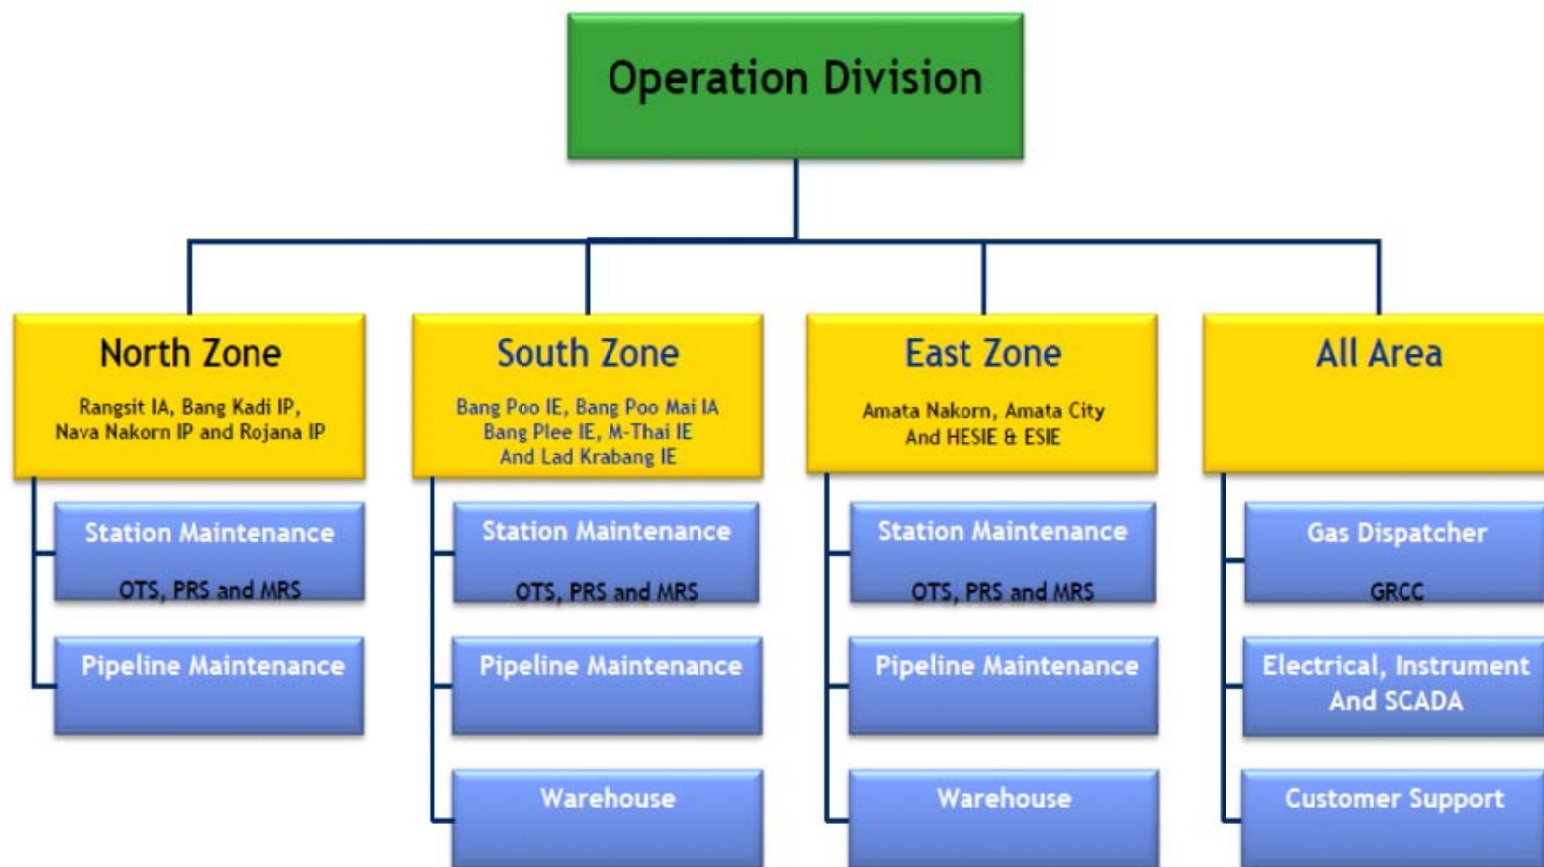 Operation Division
North Zone
Rangsit IA, Bang Kadi IP,
Nava Nakorn IP and Rojana IP
Station Maintenance
OTS, PRS and MRS
Pipeline Maintenance
South Zone
Bang Poo IE, Bang Poo Mai IA
Bang Plee IE, M-Thai IE
And Lad Krabang IE
Station Maintenance
OTS, PRS and MRS
Pipeline Maintenance
Warehouse
East Zone
Amata Nakorn, Amata City
And HESIE & ESIE
Station Maintenance
OTS, PRS and MRS
Pipeline Maintenance
Warehouse
All Area
Gas Dispatcher
GRCC
Electrical, Instrument
And SCADA
Customer Support